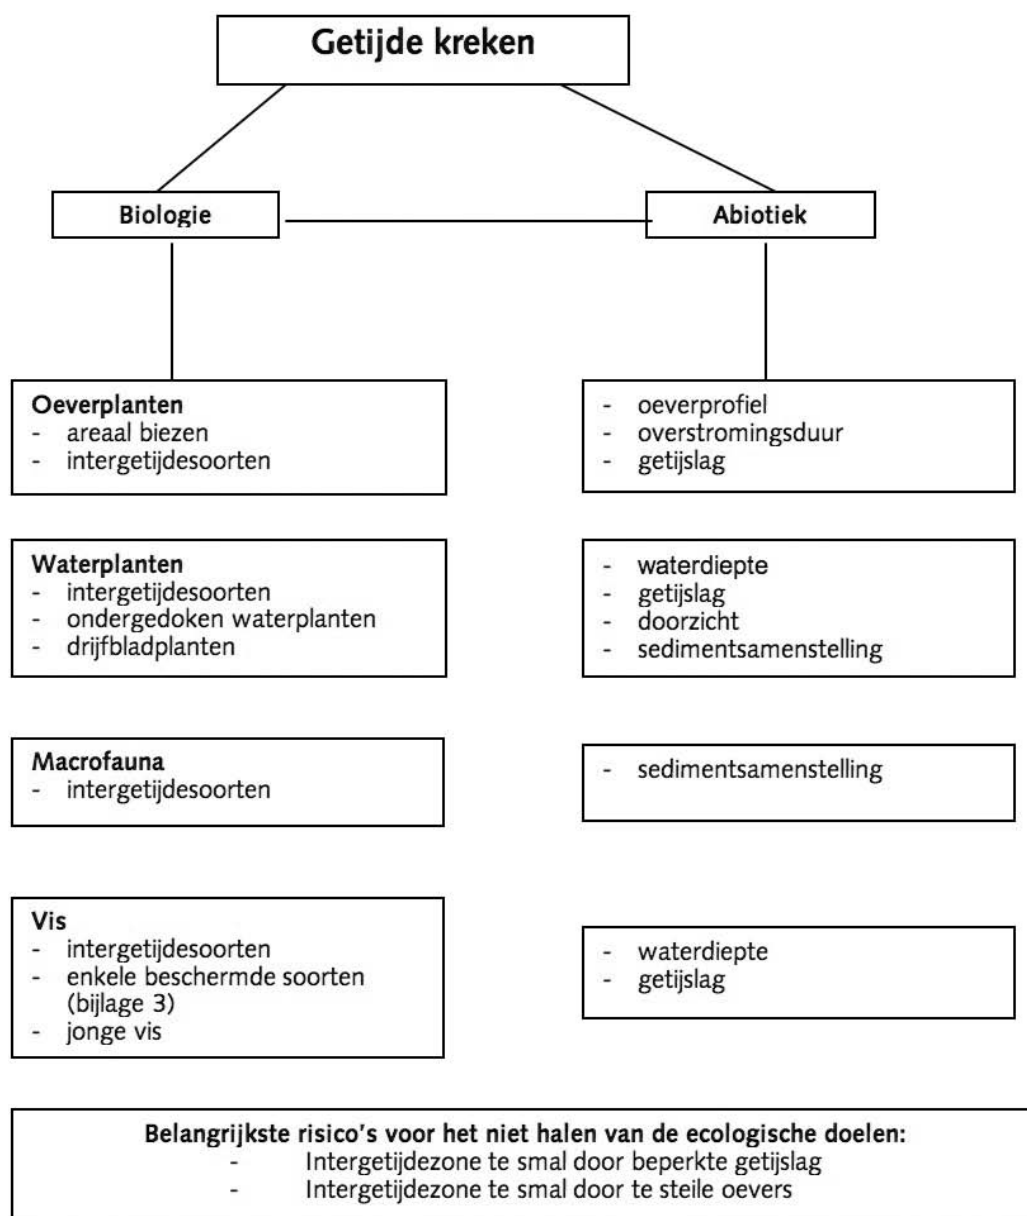 Getijde kreken
Biologie
Abiotiek
Oeverplanten
- areaal biezen
- intergetijdesoorten
- oeverprofiel
- overstromingsduur
- getijslag
Waterplanten
- intergetijdesoorten
- ondergedoken waterplanten
- drijfbladplanten
- waterdiepte
- getijslag
- doorzicht
- sedimentsamenstelling
Macrofauna
- intergetijdesoorten
- sedimentsamenstelling
Vis
- intergetijdesoorten
- enkele beschermde soorten
(bijlage 3)
- jonge vis
- waterdiepte
- getijslag
Belangrijkste risico's voor het niet halen van de ecologische doelen:
- Intergetijdezone te smal door beperkte getijslag
- Intergetijdezone te smal door te steile oevers